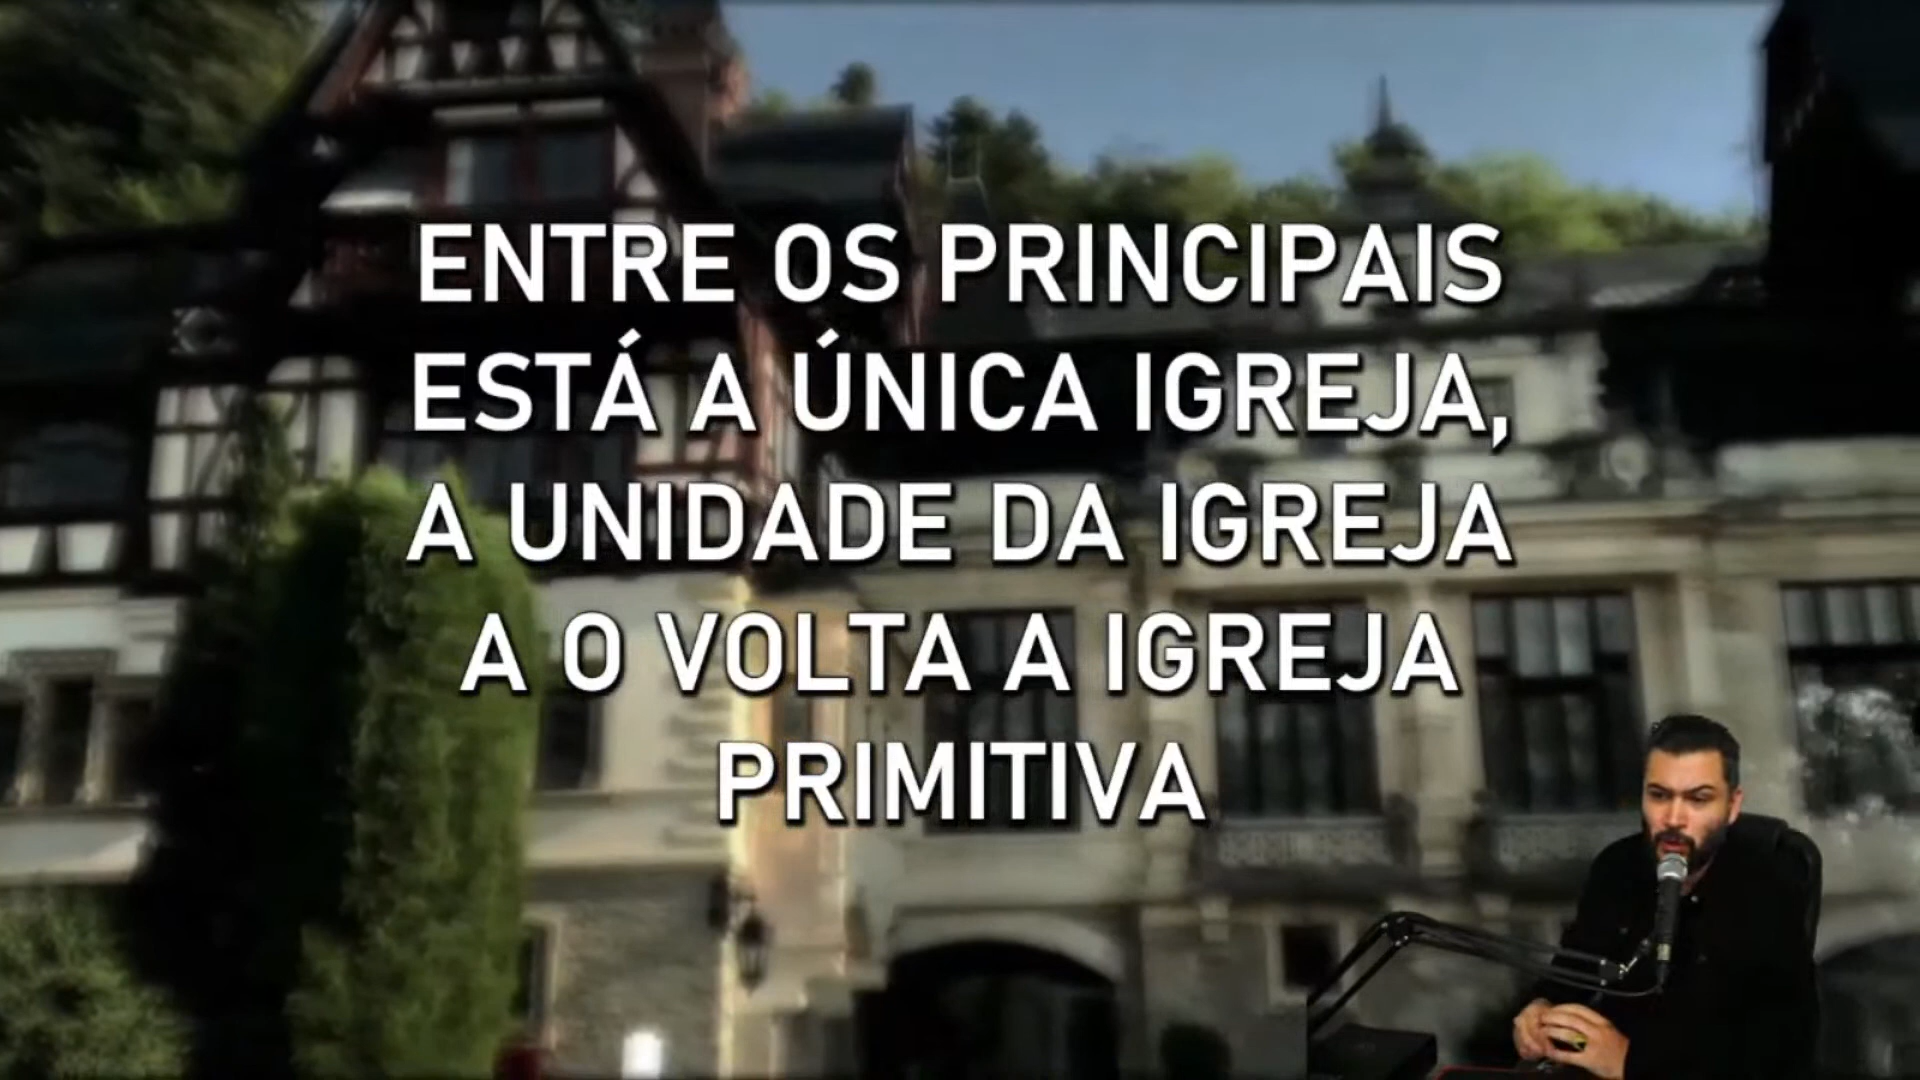 ENTRE OS PRINCIPAIS
ESTÁ A ÚNICA IGREJA,
A UNIDADE DA IGREJA
A O VOLTA A IGREJA
PRIMITIVA